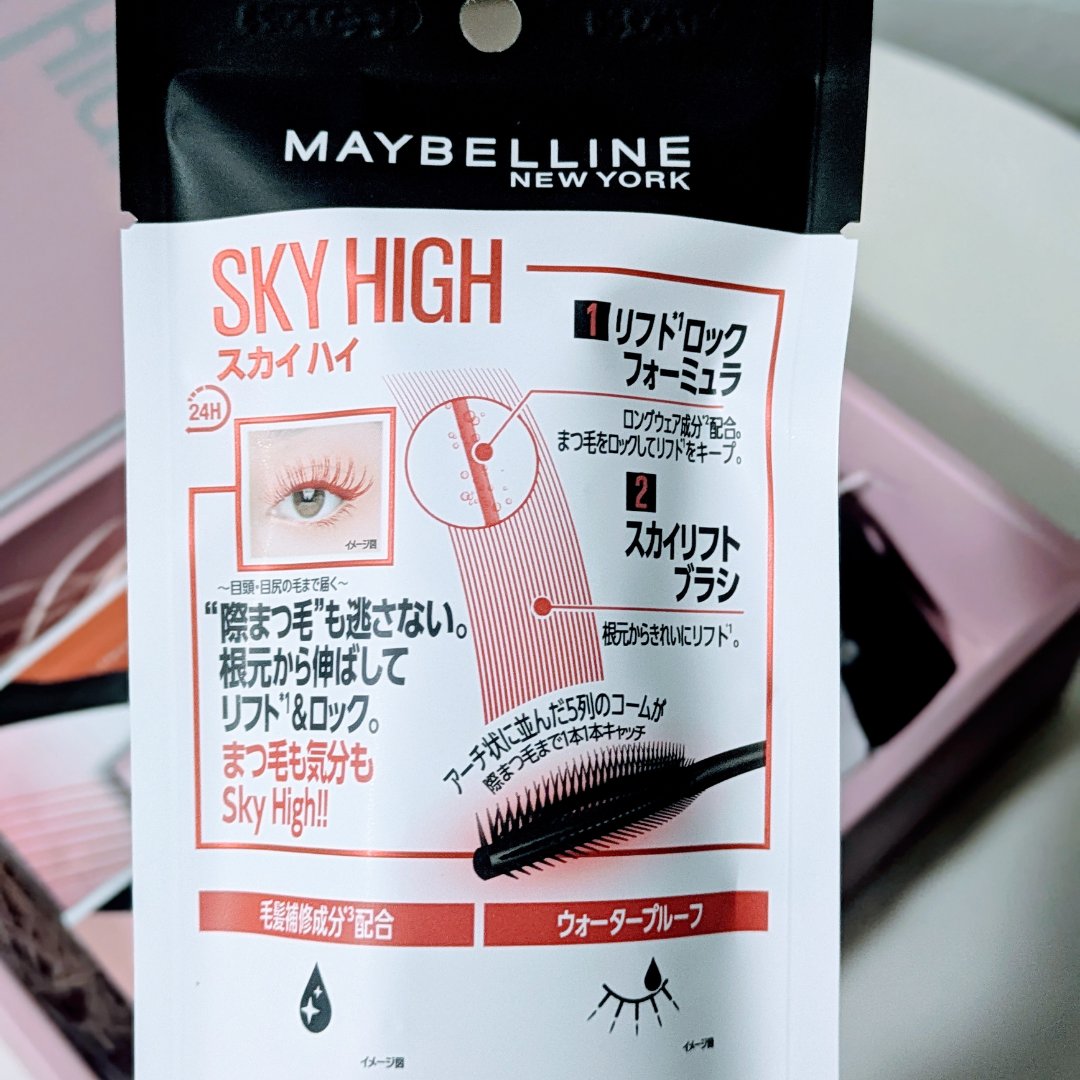 MAYBELLINE
NEW YORK
SKY HIGH
スカイハイ
24H
イメージ図
1 リフト*1ロック
フォーミュラ
ロングウェア成分*2配合。
まつ毛をロックしてリフト*1をキープ。
2
スカイリフト
ブラシ
根元からきれいにリフト*1。
～目頭・目尻の毛まで届く～
“際まつ毛”も逃さない。
根元から伸ばして
リフト*1&ロック。
まつ毛も気分も
Sky High!!
アーチ状に並んだ5列のコームが
際まつ毛まで1本1本キャッチ
毛髪補修成分*3配合
ウォータープルーフ
イメージ図
イメージ図